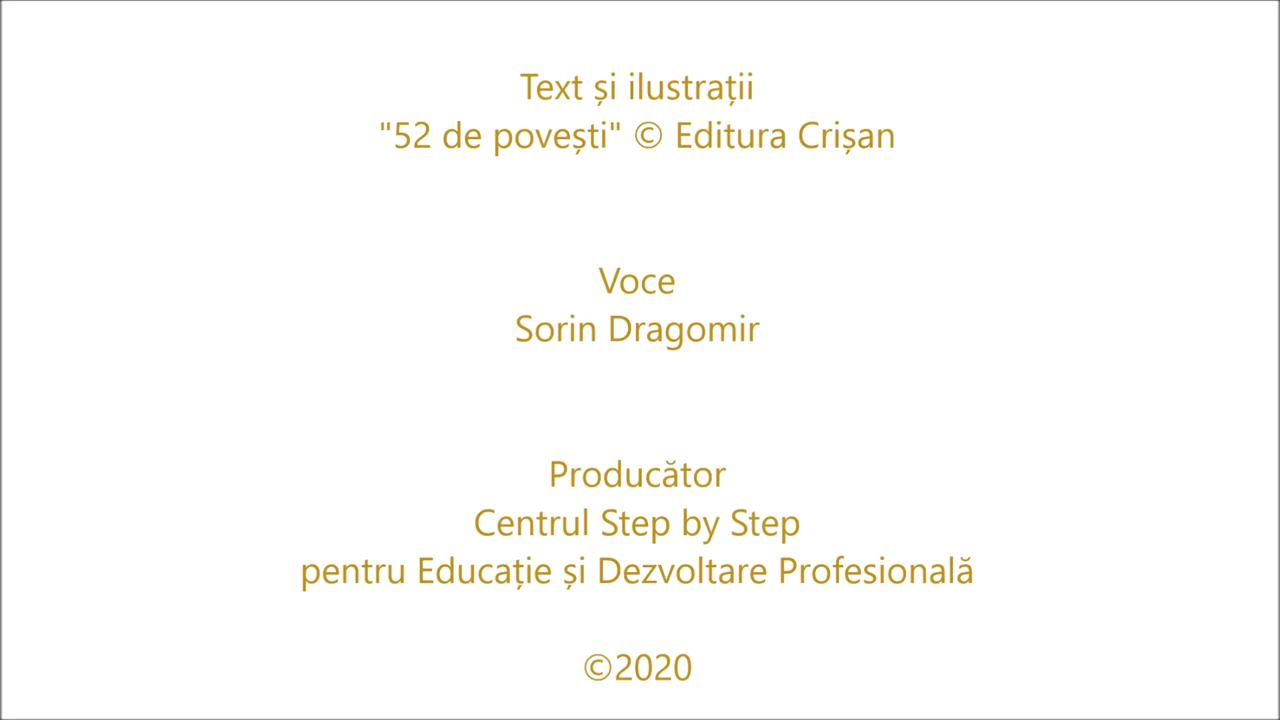 Text și ilustrații
"52 de povești" © Editura Crișan
Voce
Sorin Dragomir
Producător
Centrul Step by Step
pentru Educație și Dezvoltare Profesională
©2020